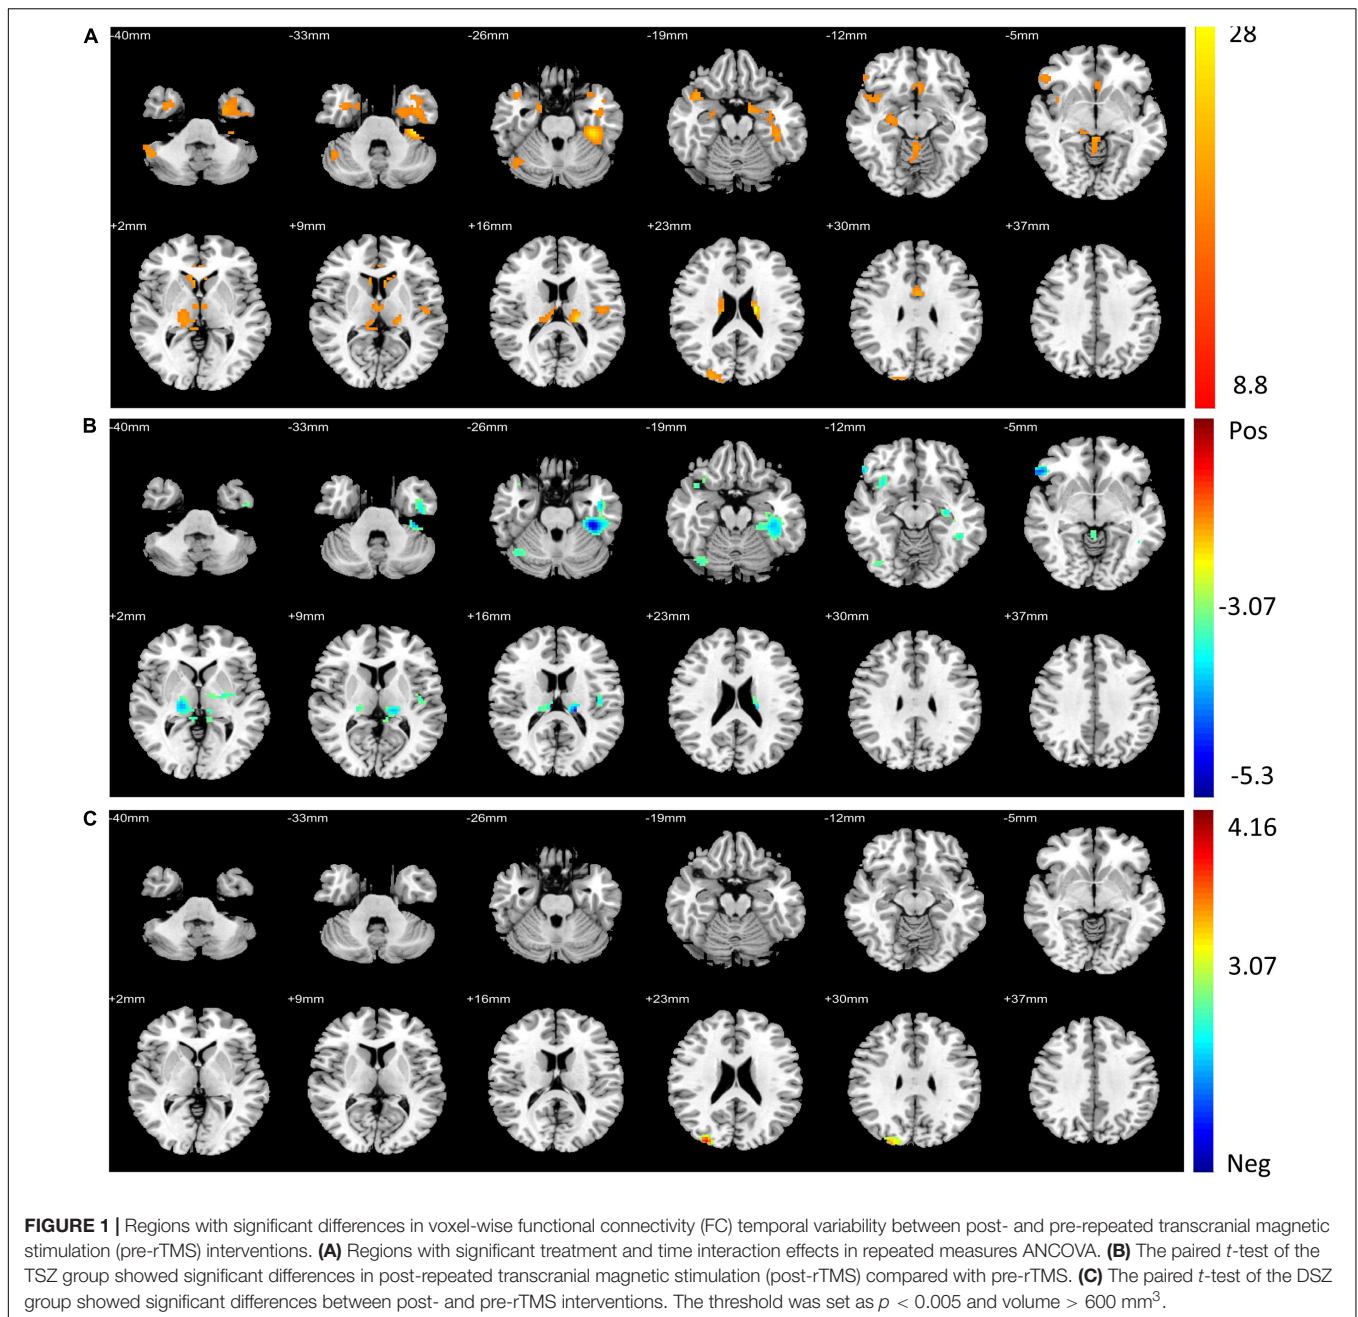 A
-40mm -33mm -26mm -19mm -12mm -5mm
28
+2mm +9mm +16mm +23mm +30mm +37mm
8.8
B
-40mm -33mm -26mm -19mm -12mm -5mm
Pos
-3.07
+2mm +9mm +16mm +23mm +30mm +37mm
-5.3
C
-40mm -33mm -26mm -19mm -12mm -5mm
4.16
3.07
+2mm +9mm +16mm +23mm +30mm +37mm
Neg
FIGURE 1 | Regions with significant differences in voxel-wise functional connectivity (FC) temporal variability between post- and pre-repeated transcranial magnetic
stimulation (pre-rTMS) interventions. (A) Regions with significant treatment and time interaction effects in repeated measures ANCOVA. (B) The paired t-test of the
TSZ group showed significant differences in post-repeated transcranial magnetic stimulation (post-rTMS) compared with pre-rTMS. (C) The paired t-test of the DSZ
group showed significant differences between post- and pre-rTMS interventions. The threshold was set as p < 0.005 and volume > 600 mm³.